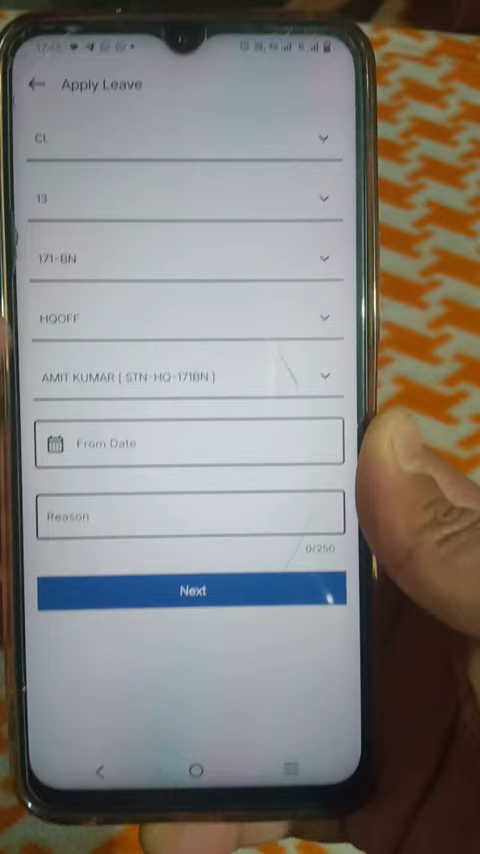 Apply Leave
CL
13
171-BN
HQOFF
AMIT KUMAR [ STN-HQ-171BN ]
From Date
Reason
0/250
Next